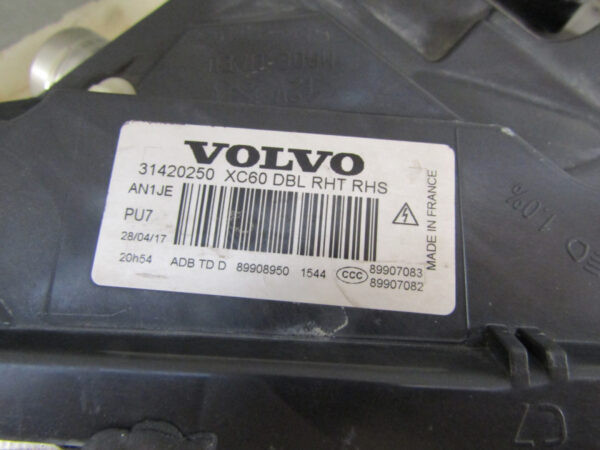 VOLVO
31420250 XC60 DBL RHT RHS
AN1JE
PU7
28/04/17
20h54 ADB TD D 89908950 1544 CCC 89907083
89907082
MADE IN FRANCE
1.0%